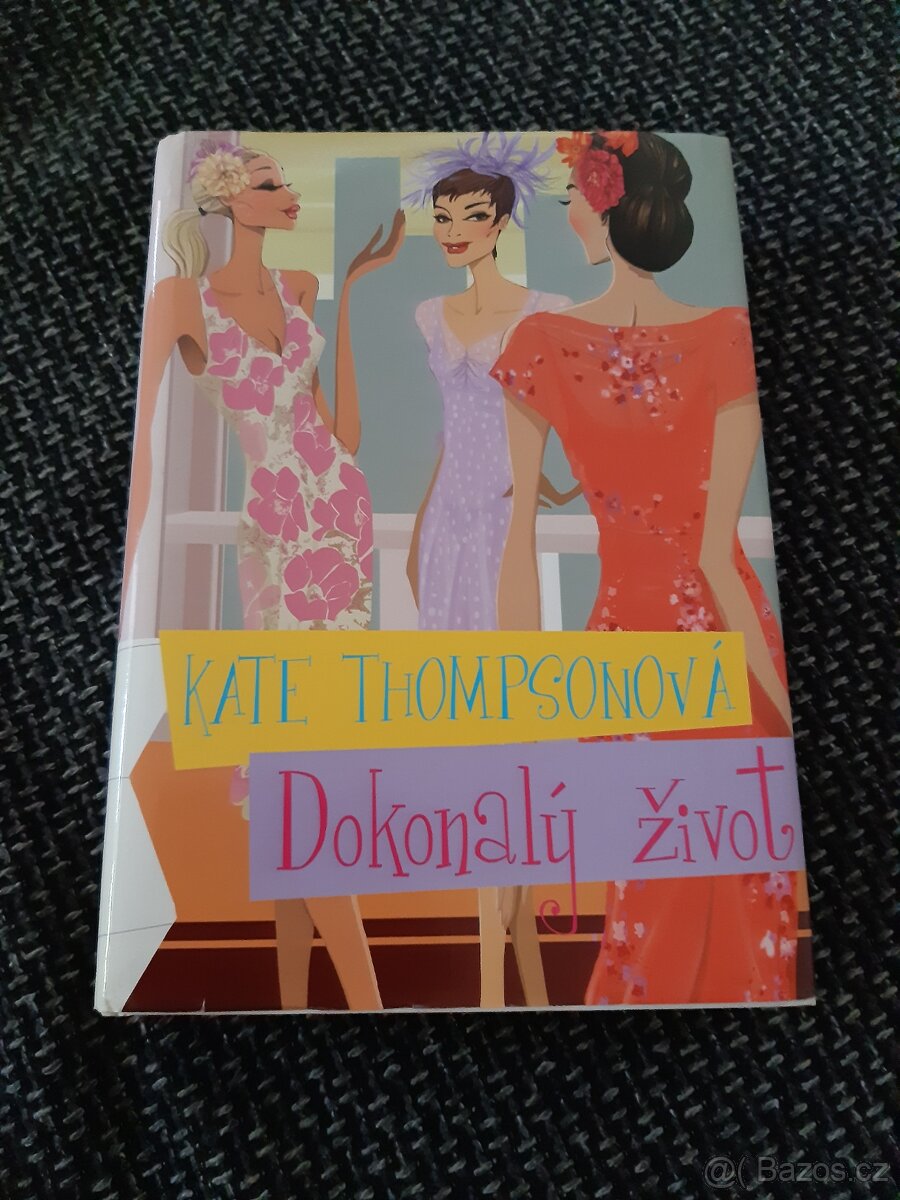 KATE THOMPSONOVÁ
Dokonalý život
@( Bazos.cz